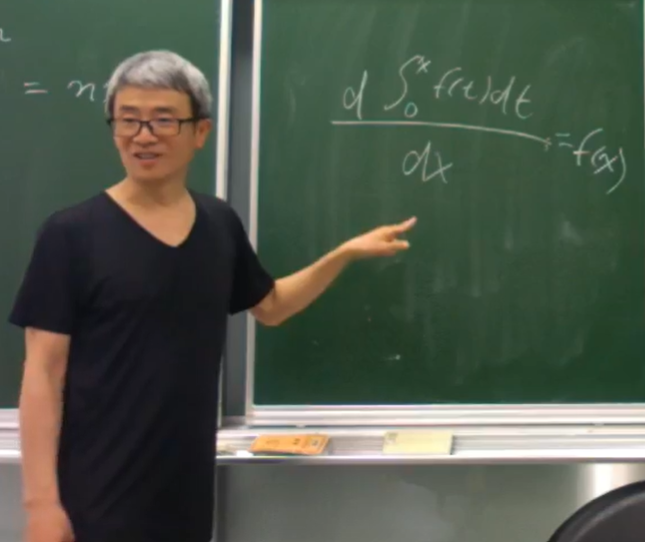 = n
d ∫₀ˣ f(t)dt
= f(x)
dx